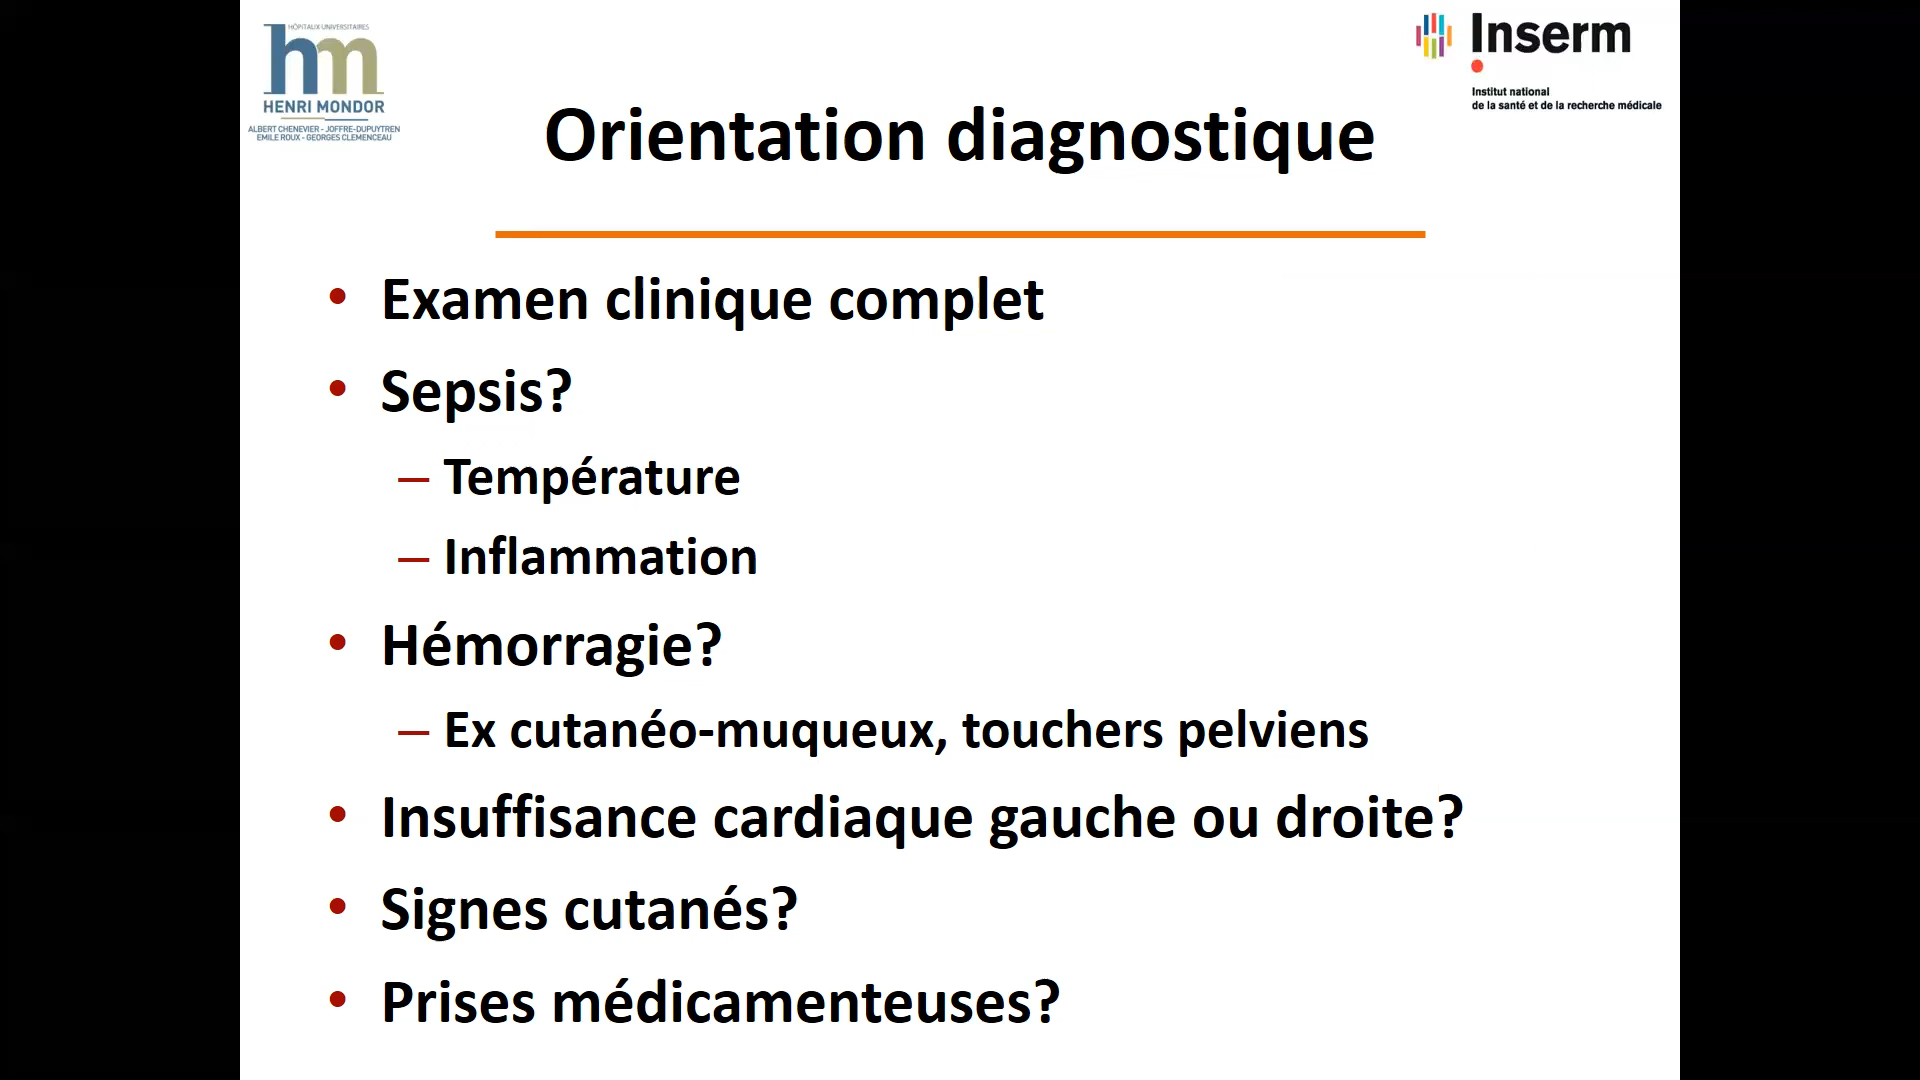 HÔPITAUX UNIVERSITAIRES
hm
HENRI MONDOR
ALBERT CHENEVIER - JOFFRE-DUPUYTREN
EMILE ROUX - GEORGES CLEMENCEAU
Inserm
Institut national
de la santé et de la recherche médicale
Orientation diagnostique
• Examen clinique complet
• Sepsis?
– Température
– Inflammation
• Hémorragie?
– Ex cutanéo-muqueux, touchers pelviens
• Insuffisance cardiaque gauche ou droite?
• Signes cutanés?
• Prises médicamenteuses?